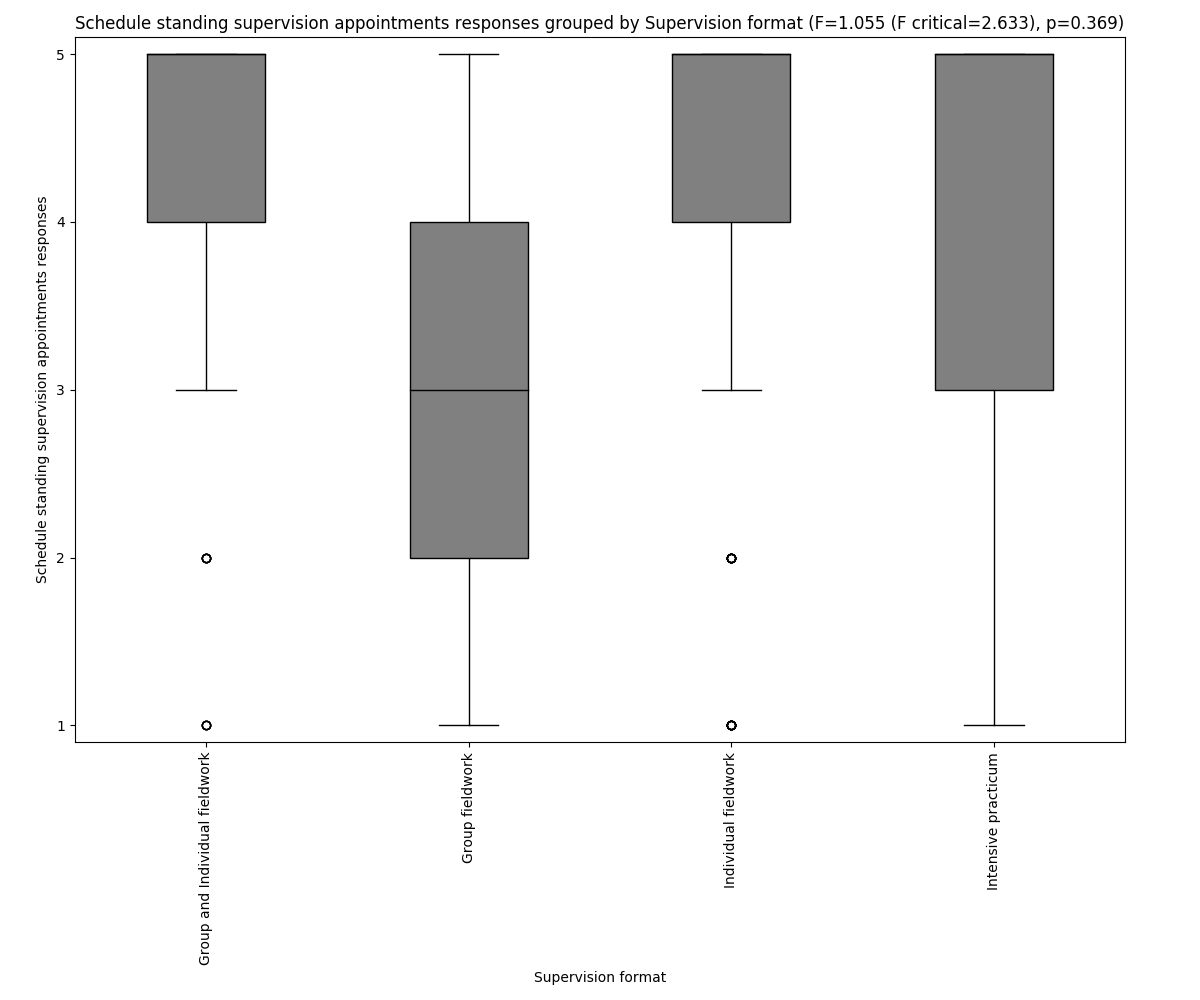 Schedule standing supervision appointments responses grouped by Supervision format (F=1.055 (F critical=2.633), p=0.369)
Schedule standing supervision appointments responses
5
4
3
2
1
Group and Individual fieldwork
Group fieldwork
Individual fieldwork
Intensive practicum
Supervision format